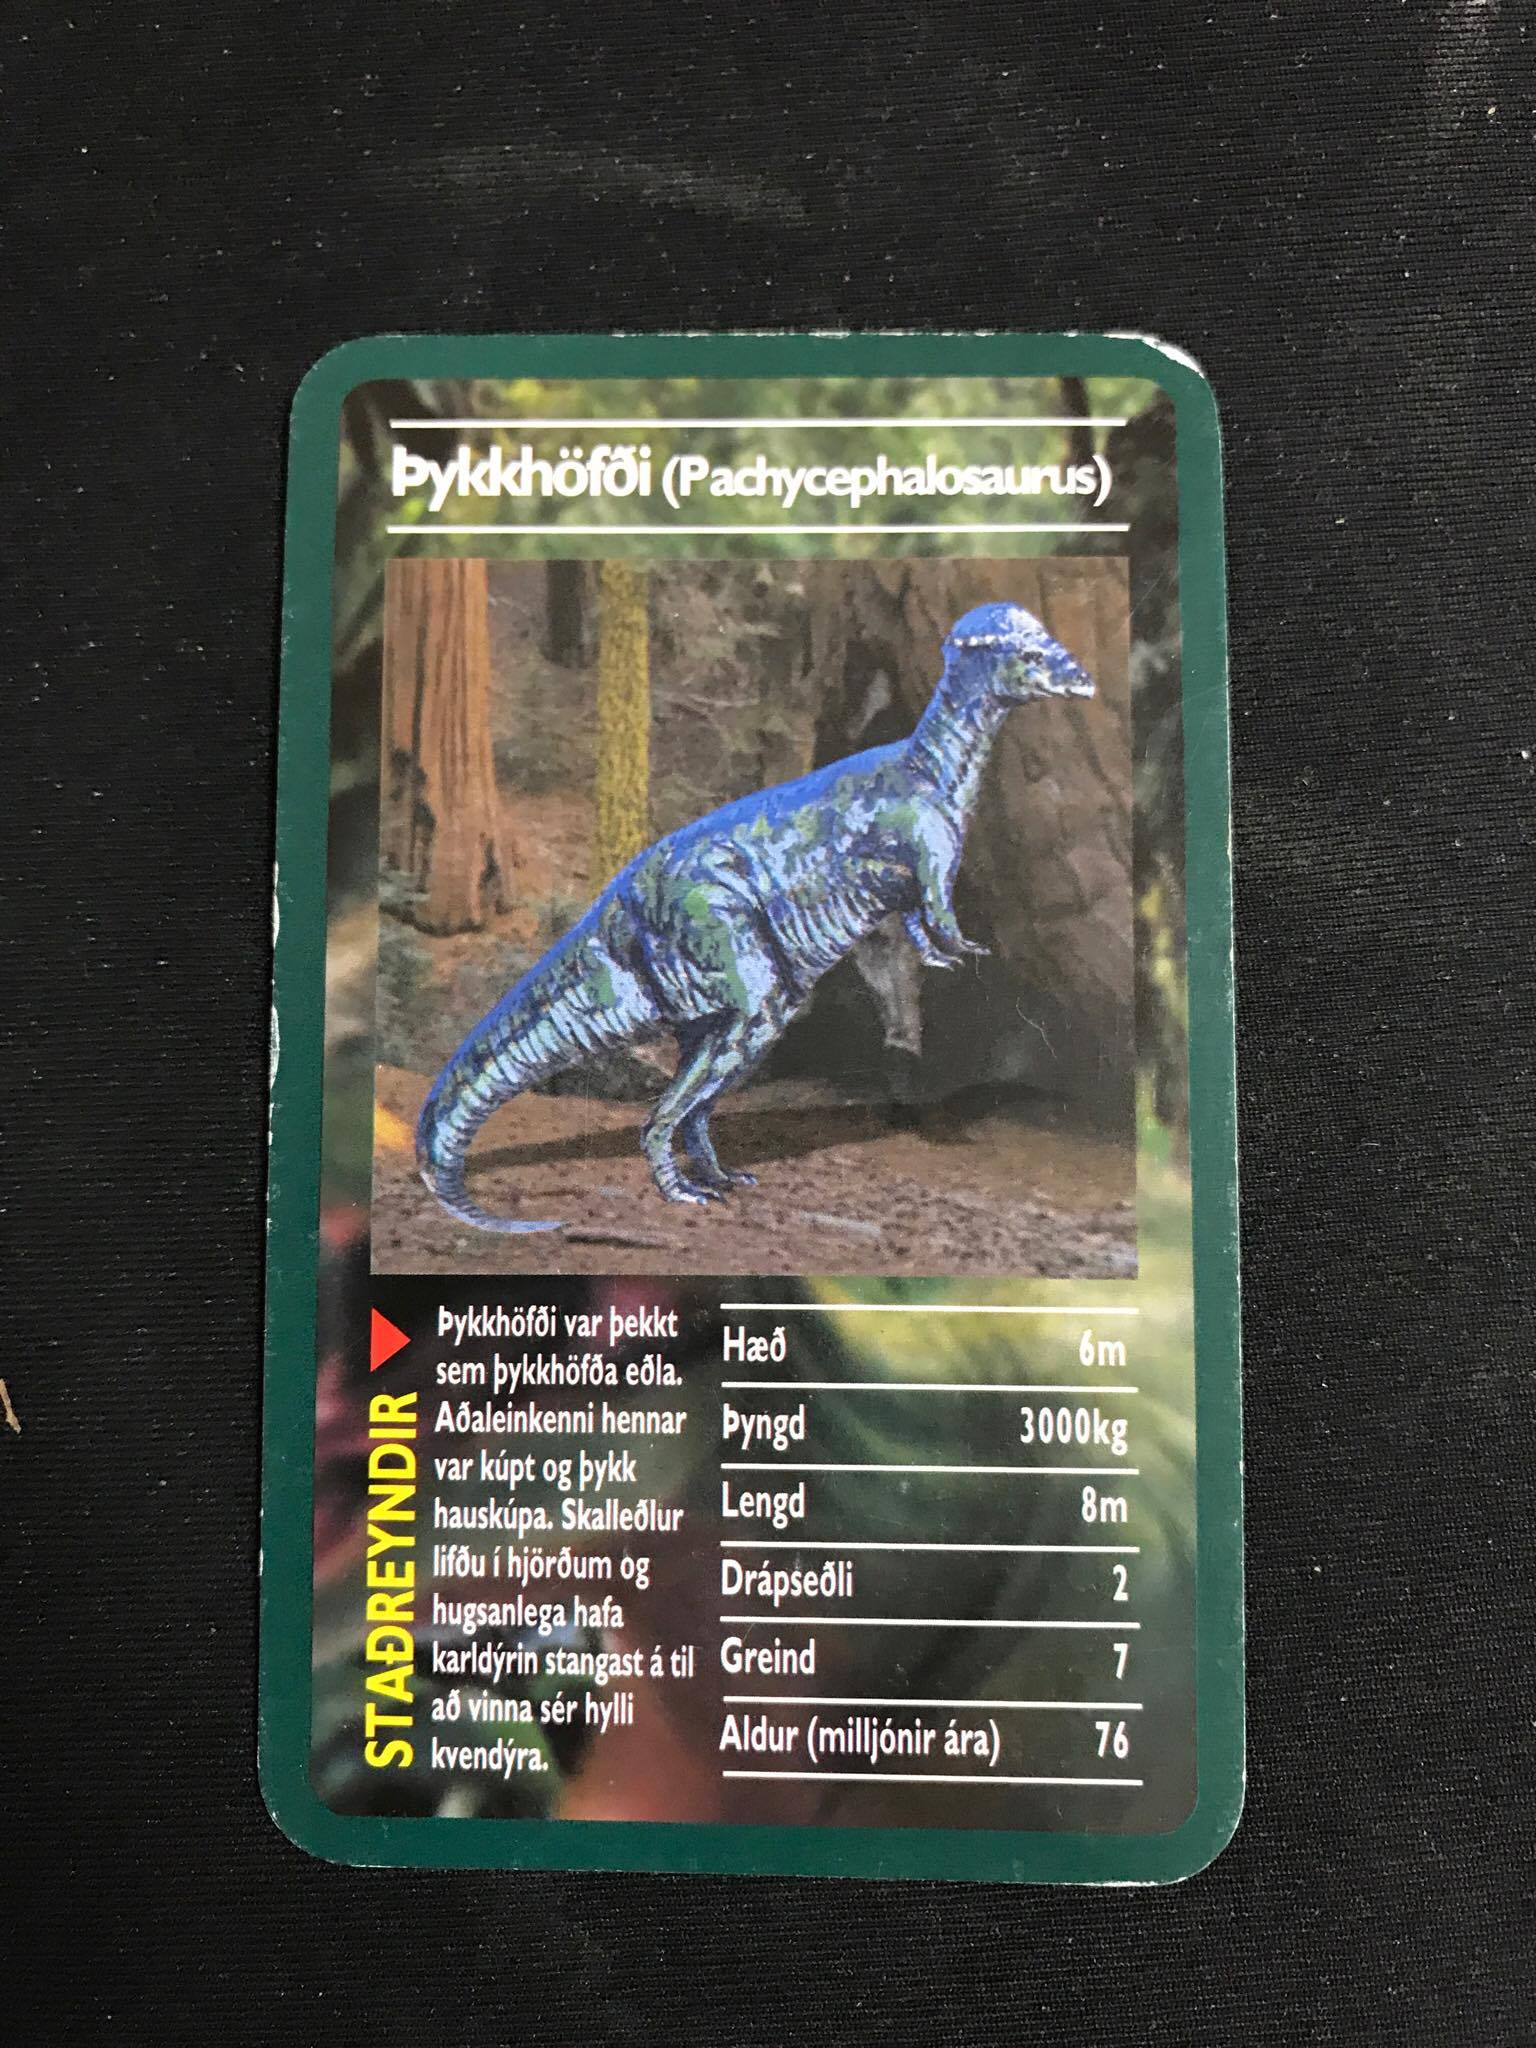 Þykkhöfði (Pachycephalosaurus)
STAÐREYNDIR
Þykkhöfði var þekkt
sem þykkhöfða eðla.
Aðaleinkenni hennar
var kúpt og þykk
hauskúpa. Skalleðlur
lifðu í hjörðum og
hugsanlega hafa
karldýrin stangast á til
að vinna sér hylli
kvendýra.
Hæð 6m
Þyngd 3000kg
Lengd 8m
Drápseðli 2
Greind 7
Aldur (milljónir ára) 76